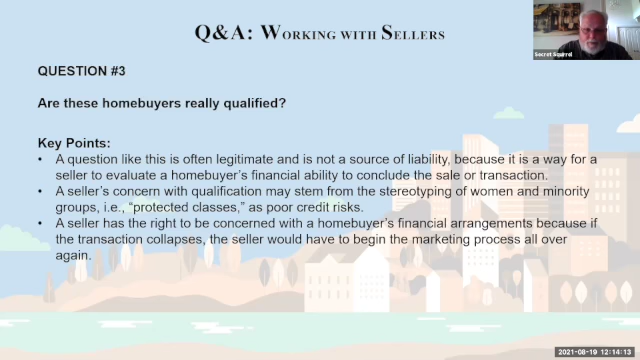 Q&A: WORKING WITH SELLERS
Secret Squirrel
QUESTION #3
Are these homebuyers really qualified?
Key Points:
• A question like this is often legitimate and is not a source of liability, because it is a way for a
seller to evaluate a homebuyer's financial ability to conclude the sale or transaction.
• A seller's concern with qualification may stem from the stereotyping of women and minority
groups, i.e., "protected classes," as poor credit risks.
• A seller has the right to be concerned with a homebuyer's financial arrangements because if
the transaction collapses, the seller would have to begin the marketing process all over
again.
2021-08-19 12:14:13